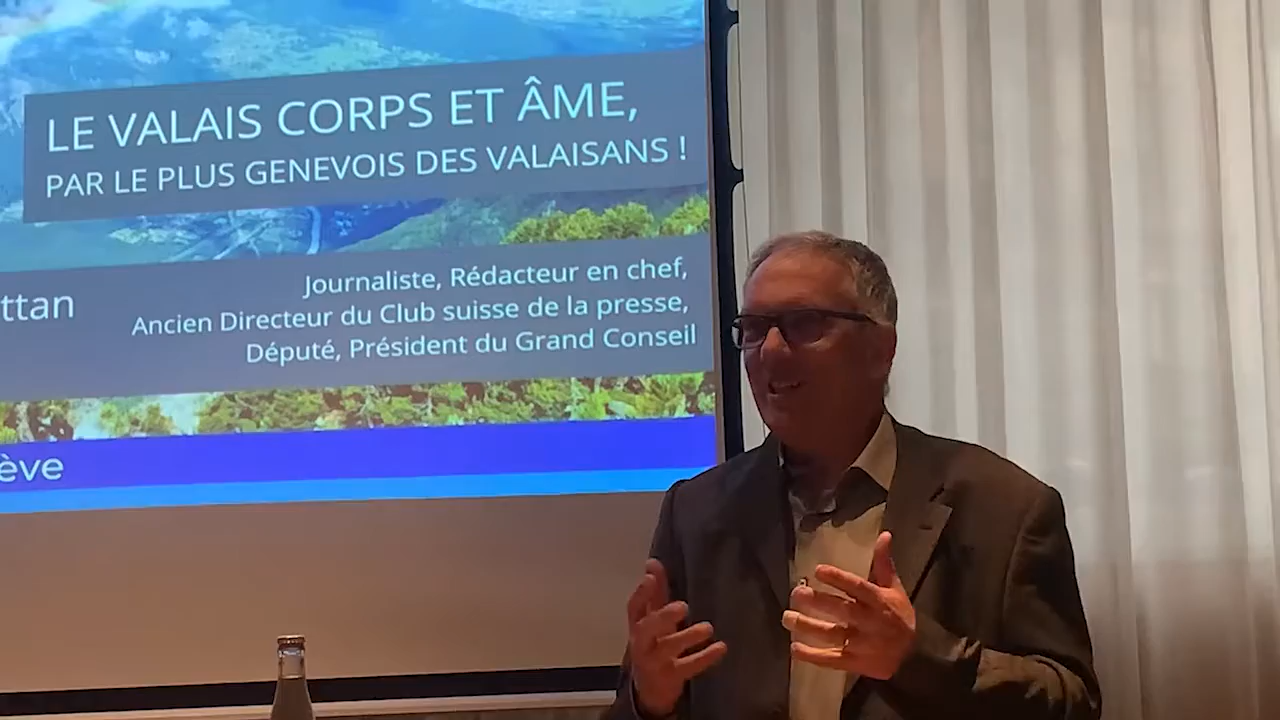 LE VALAIS CORPS ET ÂME,
PAR LE PLUS GENEVOIS DES VALAISANS !
Journaliste, Rédacteur en chef,
ttan
Ancien Directeur du Club suisse de la presse,
Député, Président du Grand Conseil
ève